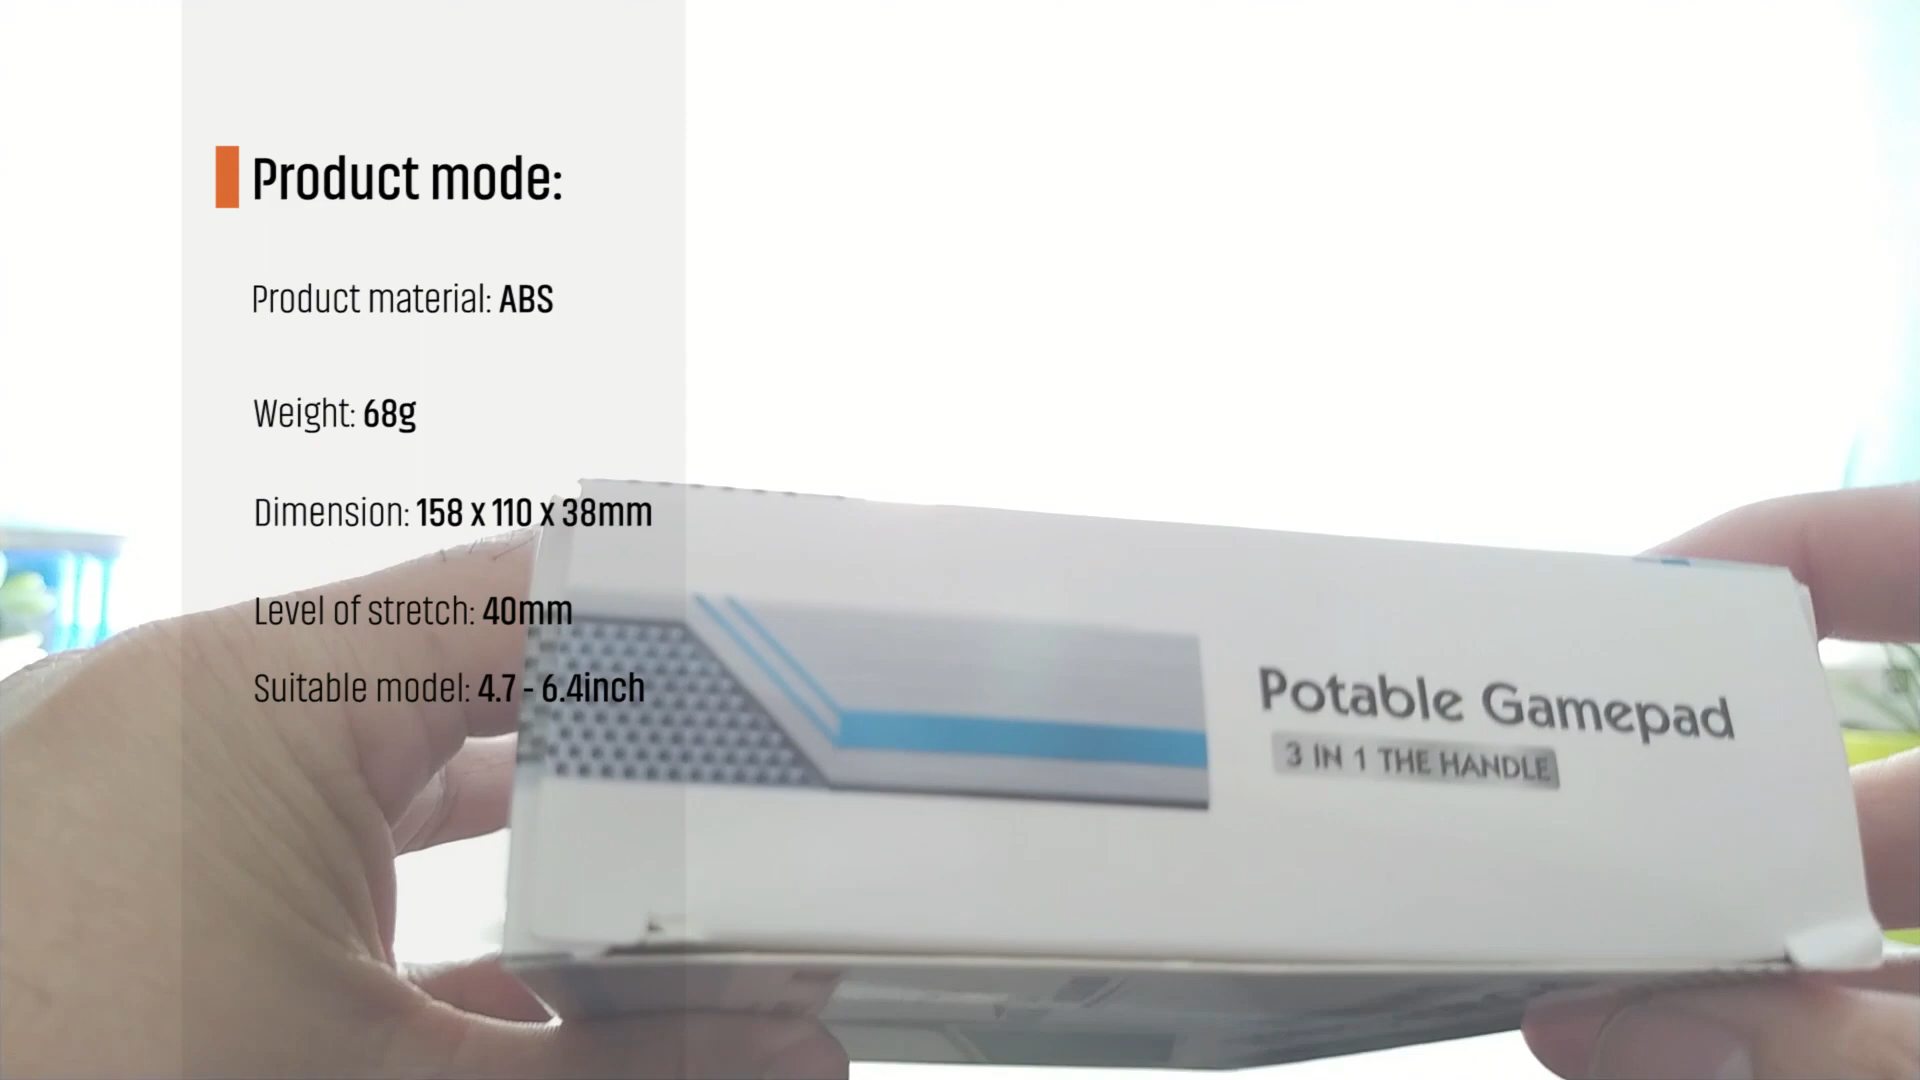 Product mode:
Product material: ABS
Weight: 68g
Dimension: 158 x 110 x 38mm
Level of stretch: 40mm
Suitable model: 4.7 - 6.4inch
Potable Gamepad
3 IN 1 THE HANDLE